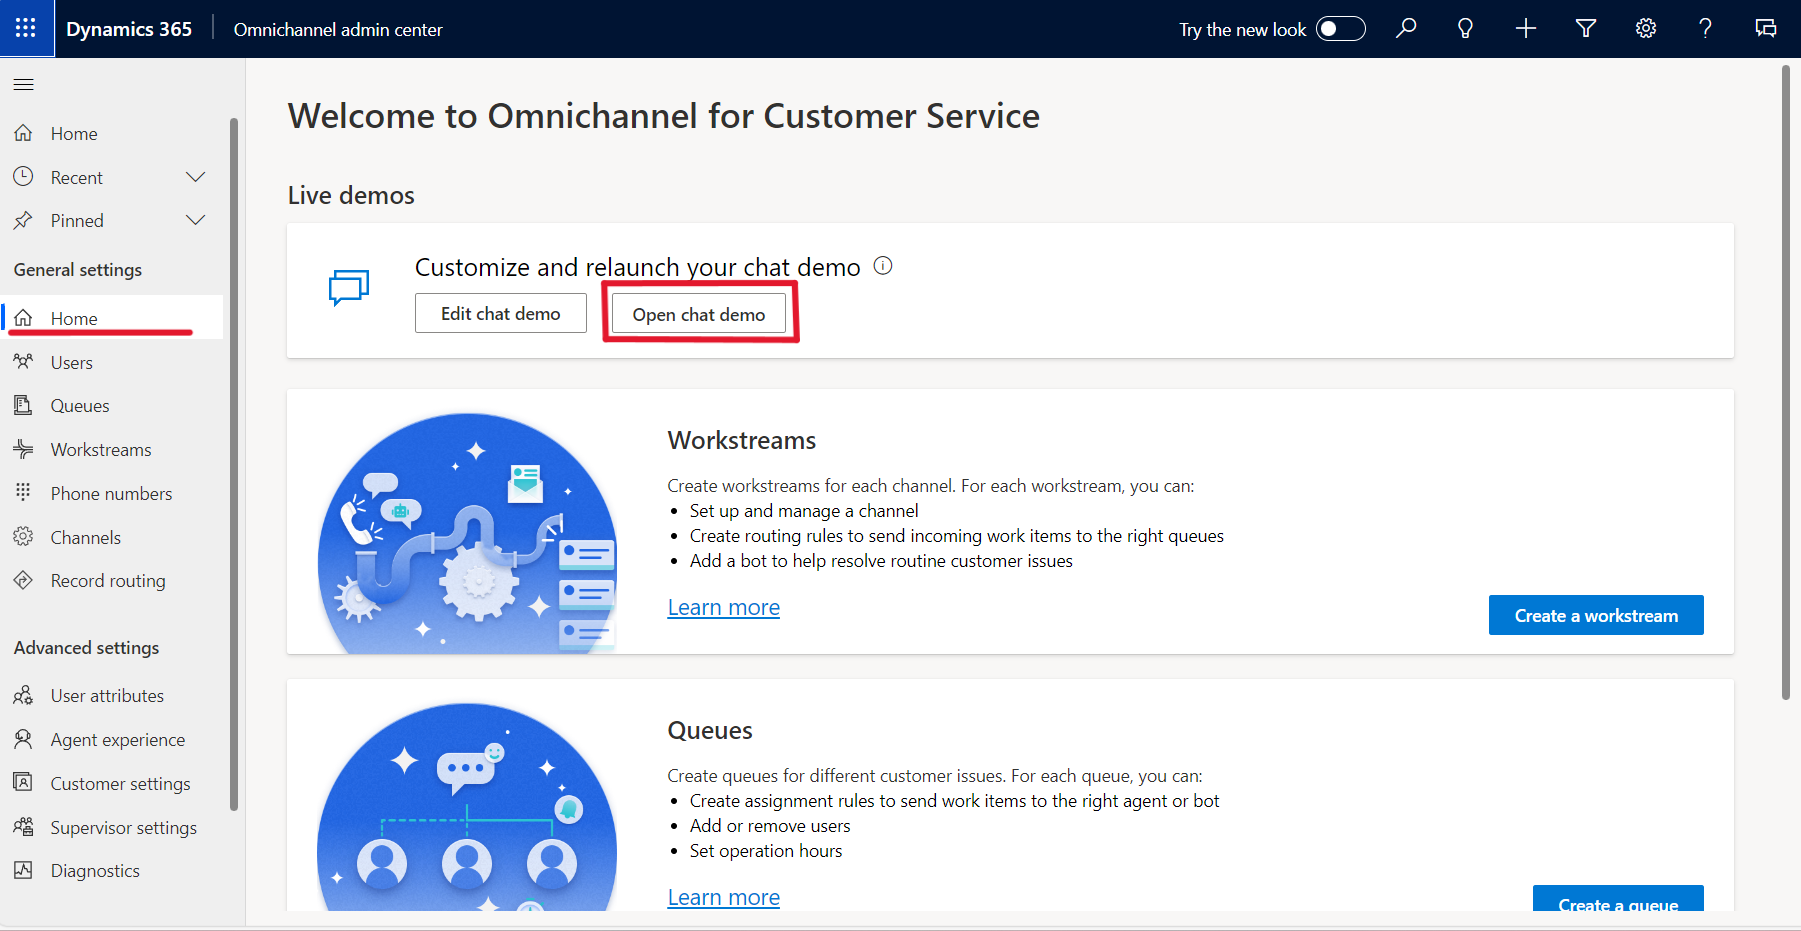 Dynamics 365
Omnichannel admin center
Try the new look
Home
Recent
Pinned
General settings
Home
Users
Queues
Workstreams
Phone numbers
Channels
Record routing
Advanced settings
User attributes
Agent experience
Customer settings
Supervisor settings
Diagnostics
Welcome to Omnichannel for Customer Service
Live demos
Customize and relaunch your chat demo
Edit chat demo
Open chat demo
Workstreams
Create workstreams for each channel. For each workstream, you can:
• Set up and manage a channel
• Create routing rules to send incoming work items to the right queues
• Add a bot to help resolve routine customer issues
Learn more
Create a workstream
Queues
Create queues for different customer issues. For each queue, you can:
• Create assignment rules to send work items to the right agent or bot
• Add or remove users
• Set operation hours
Learn more
Create a queue